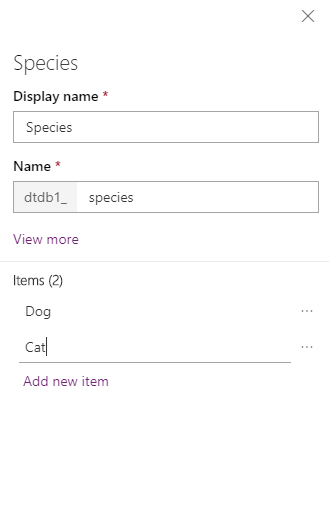 Species
Display name *
Species
Name *
dtdb1_ species
View more
Items (2)
Dog ...
Cat ...
Add new item